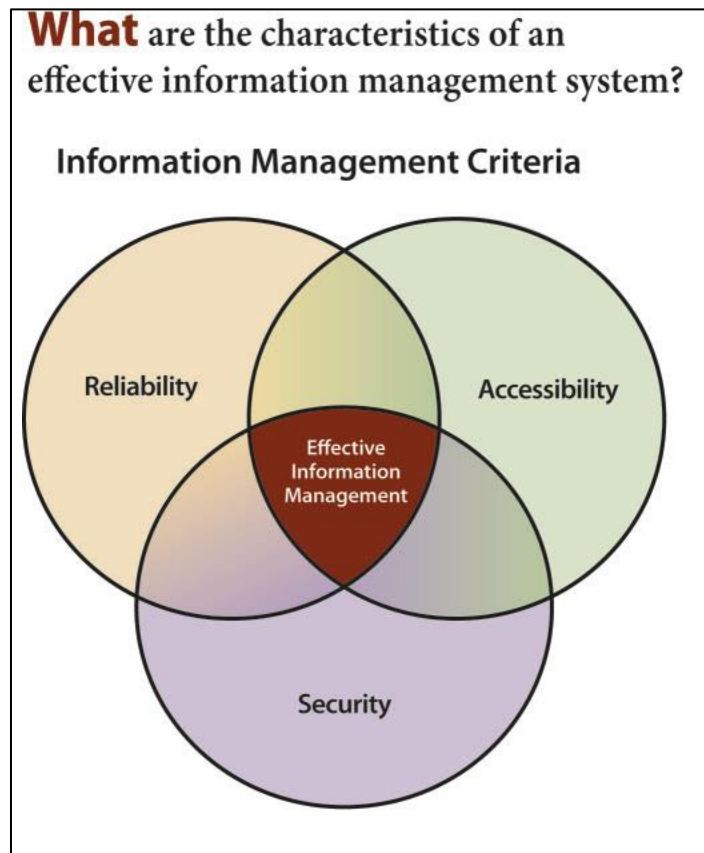 What are the characteristics of an
effective information management system?
Information Management Criteria
Reliability
Accessibility
Effective
Information
Management
Security